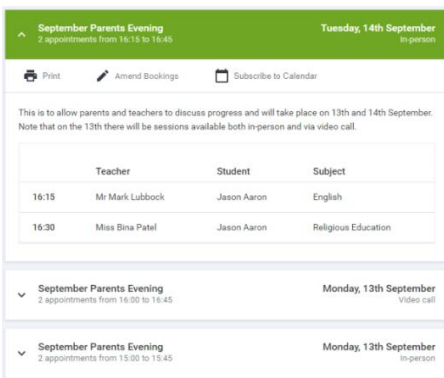 September Parents Evening Tuesday, 14th September
2 appointments from 16:15 to 16:45 In-person
Print Amend Bookings Subscribe to Calendar
This is to allow parents and teachers to discuss progress and will take place on 13th and 14th September.
Note that on the 13th there will be sessions available both in-person and via video call.
Teacher Student Subject
16:15 Mr Mark Lubbock Jason Aaron English
16:30 Miss Bina Patel Jason Aaron Religious Education
September Parents Evening Monday, 13th September
2 appointments from 16:00 to 16:45 Video call
September Parents Evening Monday, 13th September
2 appointments from 15:00 to 15:45 In-person